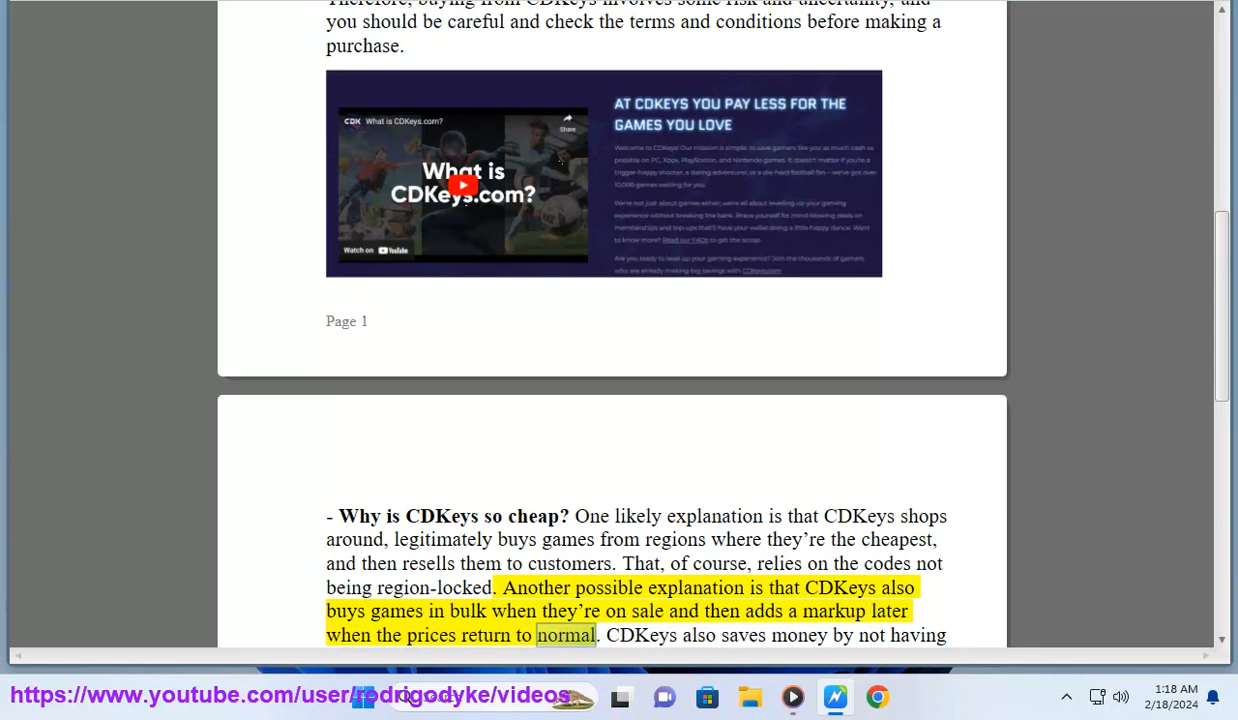 Therefore, buying from CDKeys involves some risk and uncertainty, and
you should be careful and check the terms and conditions before making a
purchase.
CDK What is CDKeys.com?
Share
What is
CDKeys.com?
Watch on YouTube
AT CDKEYS YOU PAY LESS FOR THE
GAMES YOU LOVE
Welcome to CDKeys! Our mission is simple: to save gamers like you as much cash as
possible on PC, Xbox, PlayStation, and Nintendo games. It doesn't matter if you're a
trigger-happy shooter, a daring adventurer, or a die-hard football fan – we've got over
10,000 games waiting for you.
We're not just about games either; we're all about leveling up your gaming
experience without breaking the bank. Brace yourself for mind-blowing deals on
memberships and top-ups that'll have your wallet doing a little happy dance. Want
to know more? Read our FAQs to get the scoop.
Are you ready to level up your gaming experience? Join the thousands of gamers
who are already making big savings with CDKeys.com
Page 1
- Why is CDKeys so cheap? One likely explanation is that CDKeys shops
around, legitimately buys games from regions where they’re the cheapest,
and then resells them to customers. That, of course, relies on the codes not
being region-locked. Another possible explanation is that CDKeys also
buys games in bulk when they’re on sale and then adds a markup later
when the prices return to normal. CDKeys also saves money by not having
https://www.youtube.com/user/rodrigodyke/videos
1:18 AM
2/18/2024